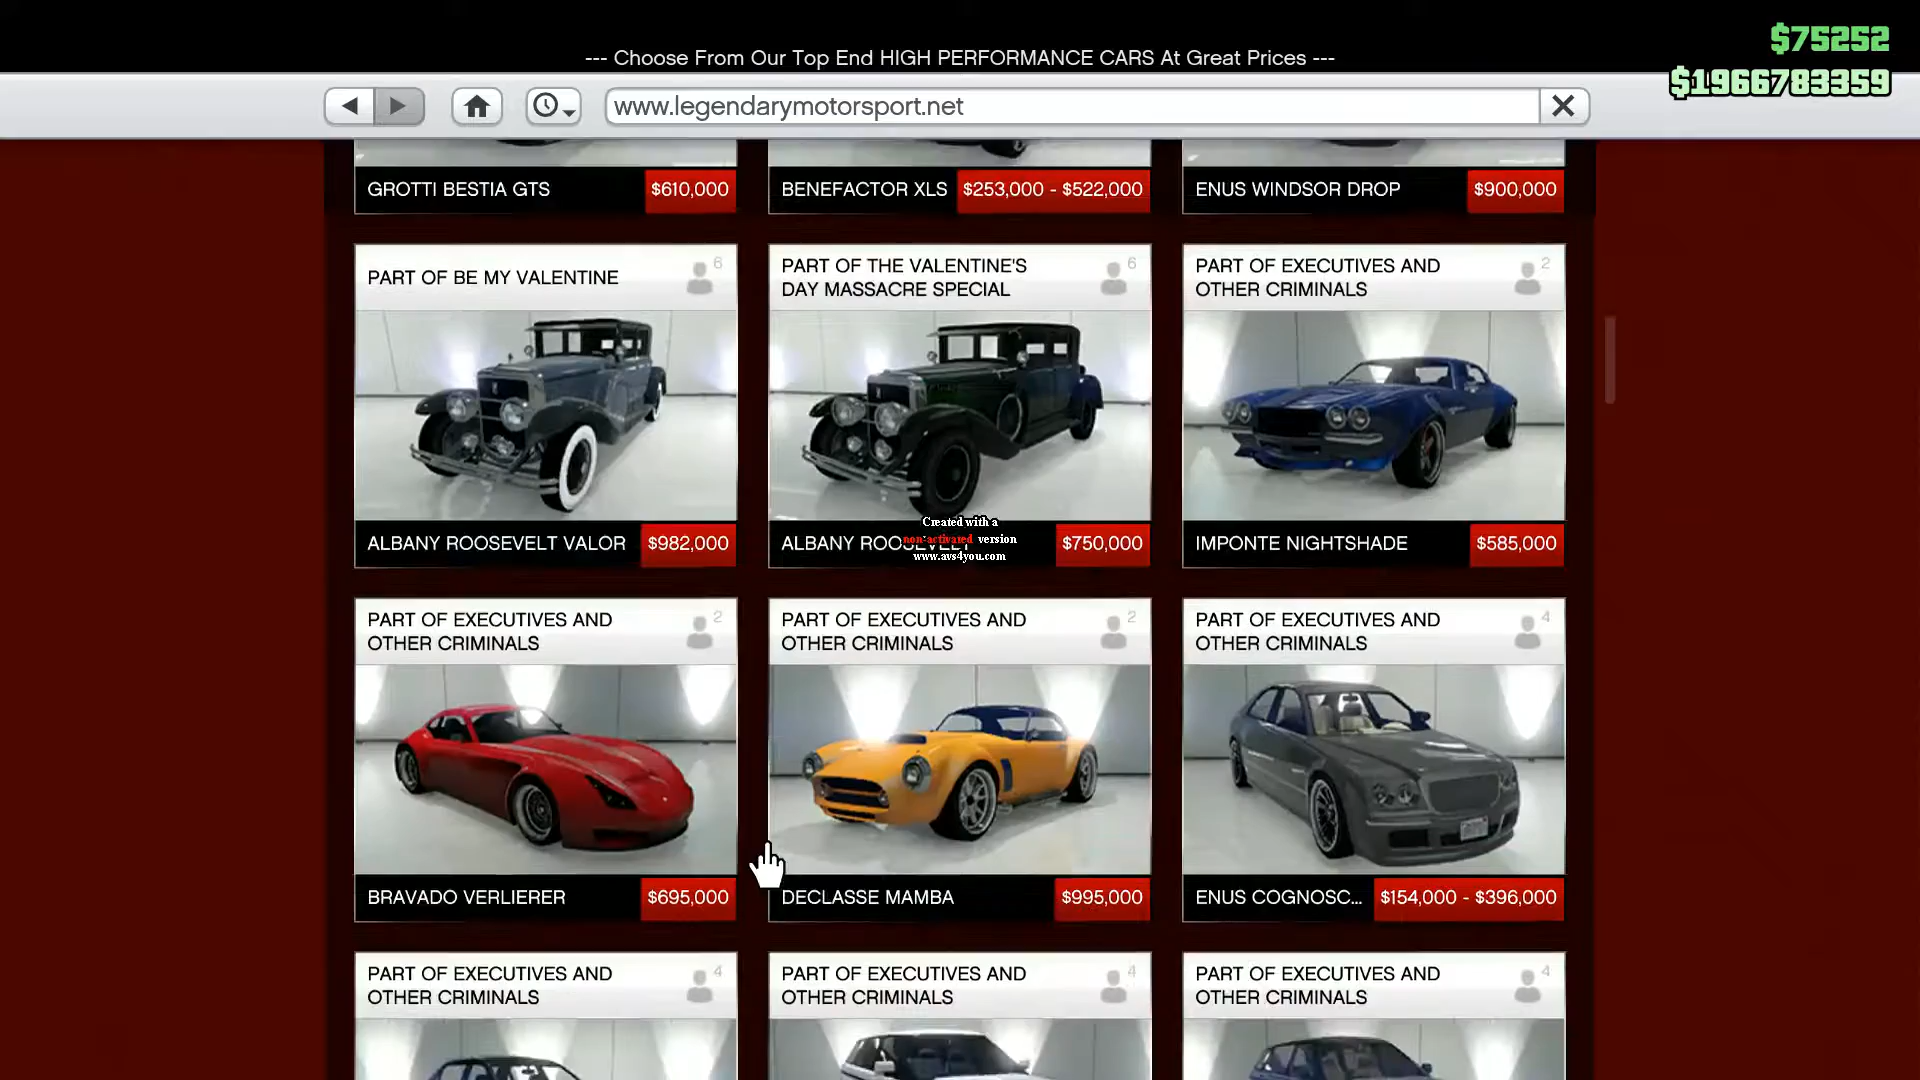 $75252
--- Choose From Our Top End HIGH PERFORMANCE CARS At Great Prices ---
$1966783359
www.legendarymotorsport.net
GROTTI BESTIA GTS $610,000
BENEFACTOR XLS $253,000 - $522,000
ENUS WINDSOR DROP $900,000
PART OF BE MY VALENTINE 6
PART OF THE VALENTINE'S 6
DAY MASSACRE SPECIAL
PART OF EXECUTIVES AND 2
OTHER CRIMINALS
ALBANY ROOSEVELT VALOR $982,000
ALBANY ROOSEVELT $750,000
Created with a
non-activated version
www.avs4you.com
IMPONTE NIGHTSHADE $585,000
PART OF EXECUTIVES AND 2
OTHER CRIMINALS
PART OF EXECUTIVES AND 2
OTHER CRIMINALS
PART OF EXECUTIVES AND 4
OTHER CRIMINALS
BRAVADO VERLIERER $695,000
DECLASSE MAMBA $995,000
ENUS COGNOSC... $154,000 - $396,000
PART OF EXECUTIVES AND 4
OTHER CRIMINALS
PART OF EXECUTIVES AND 4
OTHER CRIMINALS
PART OF EXECUTIVES AND 4
OTHER CRIMINALS